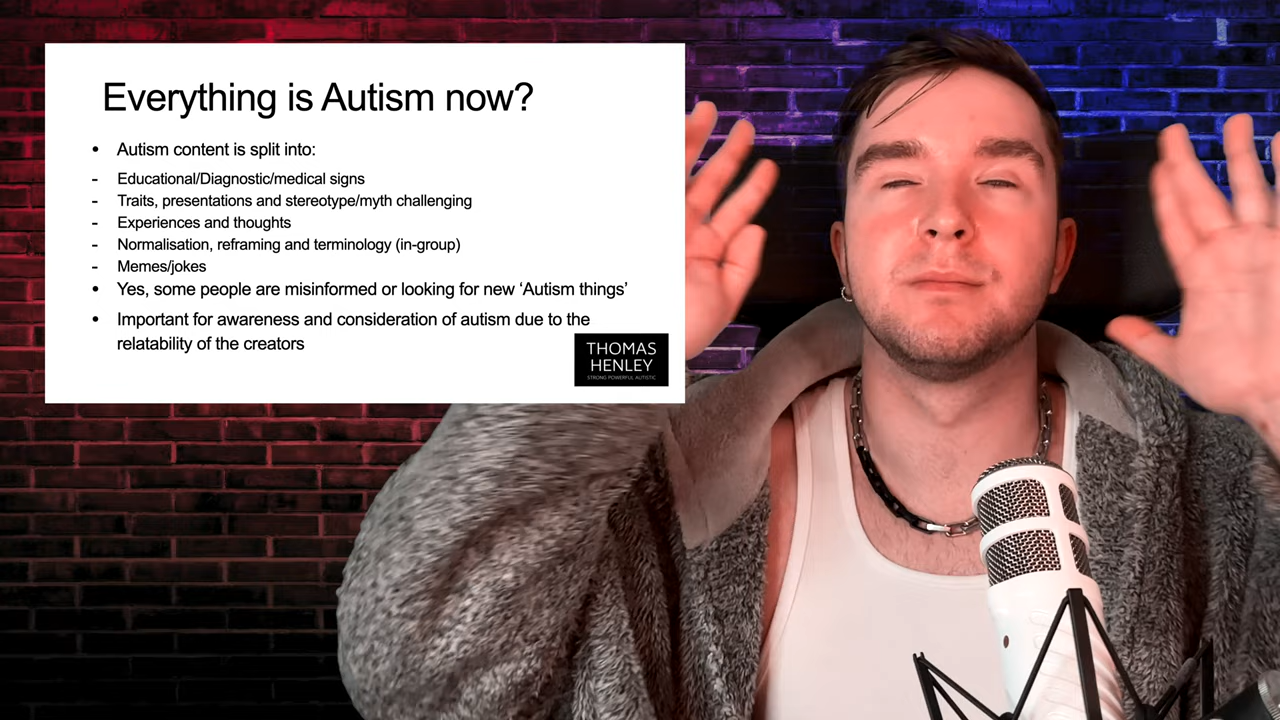 Everything is Autism now?
• Autism content is split into:
- Educational/Diagnostic/medical signs
- Traits, presentations and stereotype/myth challenging
- Experiences and thoughts
- Normalisation, reframing and terminology (in-group)
- Memes/jokes
• Yes, some people are misinformed or looking for new ‘Autism things’
• Important for awareness and consideration of autism due to the
relatability of the creators
THOMAS
HENLEY
STRONG POWERFUL AUTISTIC